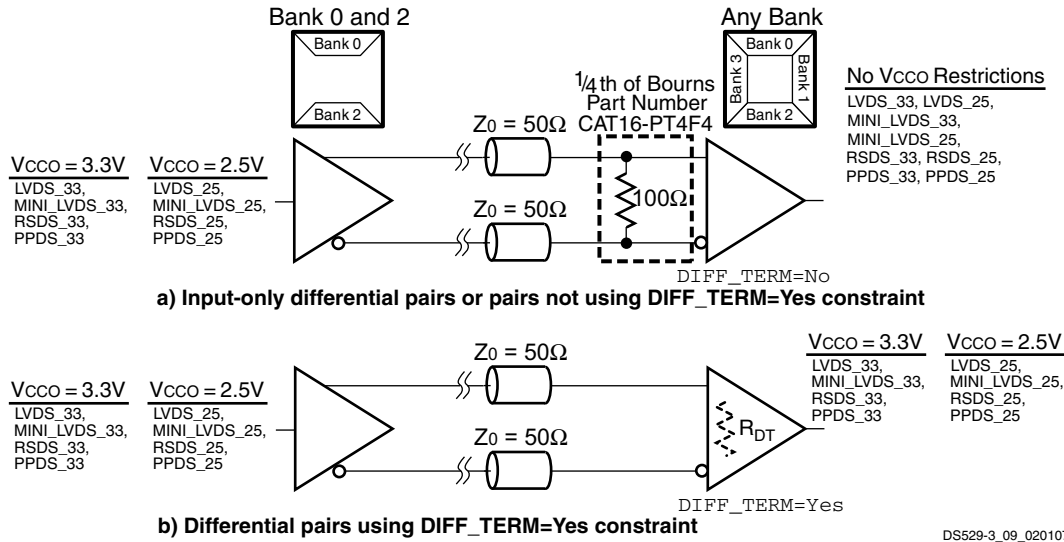 Bank 0 and 2
Bank 0
Bank 2
Any Bank
Bank 0
Bank 3
Bank 1
Bank 2
1/4 th of Bourns
Part Number
CAT16-PT4F4
No VCCO Restrictions
LVDS_33, LVDS_25,
MINI_LVDS_33,
MINI_LVDS_25,
RSDS_33, RSDS_25,
PPDS_33, PPDS_25
VCCO = 3.3V
LVDS_33,
MINI_LVDS_33,
RSDS_33,
PPDS_33
VCCO = 2.5V
LVDS_25,
MINI_LVDS_25,
RSDS_25,
PPDS_25
Z0 = 50Ω
Z0 = 50Ω
100Ω
DIFF_TERM=No
a) Input-only differential pairs or pairs not using DIFF_TERM=Yes constraint
VCCO = 3.3V
LVDS_33,
MINI_LVDS_33,
RSDS_33,
PPDS_33
VCCO = 2.5V
LVDS_25,
MINI_LVDS_25,
RSDS_25,
PPDS_25
Z0 = 50Ω
Z0 = 50Ω
RDT
VCCO = 3.3V
LVDS_33,
MINI_LVDS_33,
RSDS_33,
PPDS_33
VCCO = 2.5V
LVDS_25,
MINI_LVDS_25,
RSDS_25,
PPDS_25
DIFF_TERM=Yes
b) Differential pairs using DIFF_TERM=Yes constraint